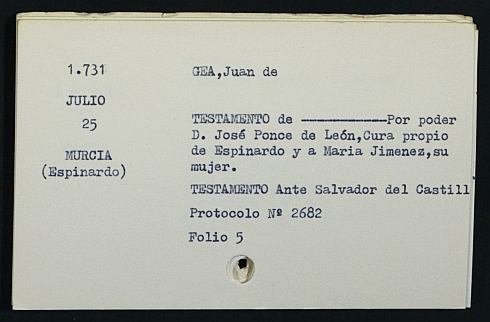 1.731 GEA,Juan de
JULIO
25 TESTAMENTO de ------------Por poder
D. José Ponce de León,Cura propio
MURCIA de Espinardo y a Maria Jimenez,su
(Espinardo) mujer.
TESTAMENTO Ante Salvador del Castill
Protocolo Nº 2682
Folio 5